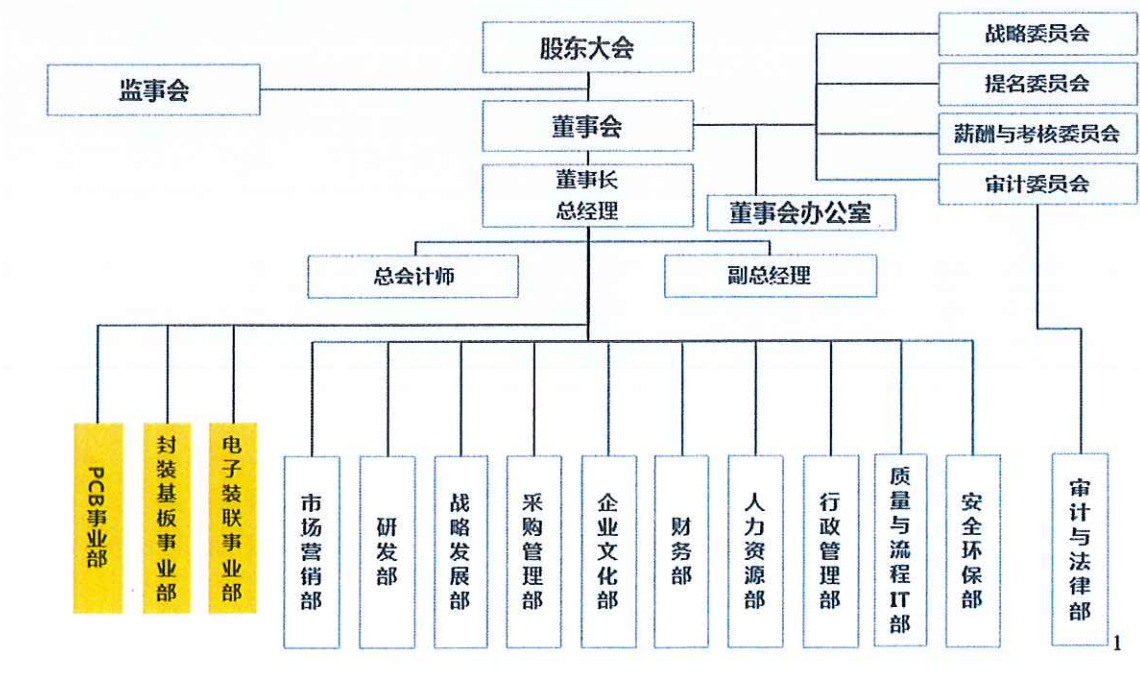 股东大会
监事会
董事会
董事长
总经理
董事会办公室
战略委员会
提名委员会
薪酬与考核委员会
审计委员会
总会计师
副总经理
PCB事业部
封装基板事业部
电子装联事业部
市场营销部
研发部
战略发展部
采购管理部
企业文化部
财务部
人力资源部
行政管理部
质量与流程IT部
安全环保部
审计与法律部
1